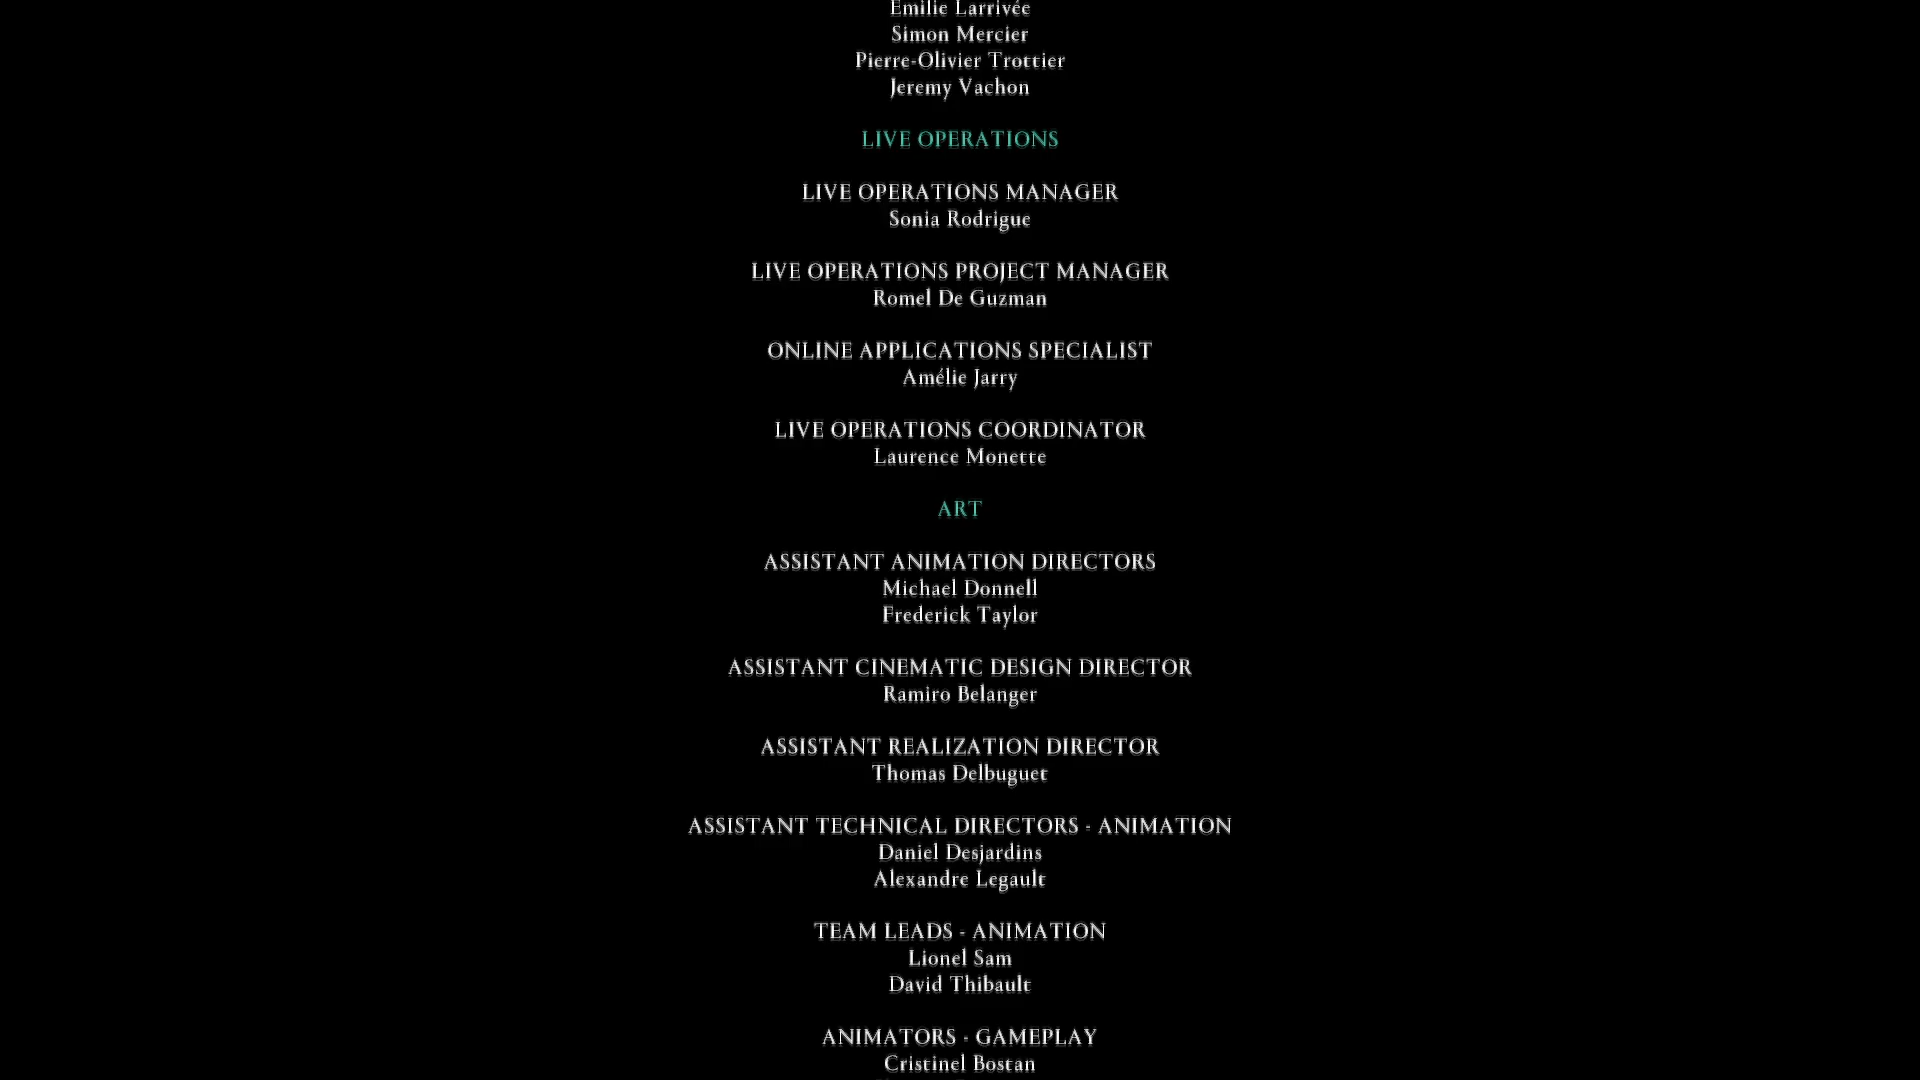 Emilie Larrivée
Simon Mercier
Pierre-Olivier Trottier
Jeremy Vachon
LIVE OPERATIONS
LIVE OPERATIONS MANAGER
Sonia Rodrigue
LIVE OPERATIONS PROJECT MANAGER
Romel De Guzman
ONLINE APPLICATIONS SPECIALIST
Amélie Jarry
LIVE OPERATIONS COORDINATOR
Laurence Monette
ART
ASSISTANT ANIMATION DIRECTORS
Michael Donnell
Frederick Taylor
ASSISTANT CINEMATIC DESIGN DIRECTOR
Ramiro Belanger
ASSISTANT REALIZATION DIRECTOR
Thomas Delbuguet
ASSISTANT TECHNICAL DIRECTORS - ANIMATION
Daniel Desjardins
Alexandre Legault
TEAM LEADS - ANIMATION
Lionel Sam
David Thibault
ANIMATORS - GAMEPLAY
Cristinel Bostan